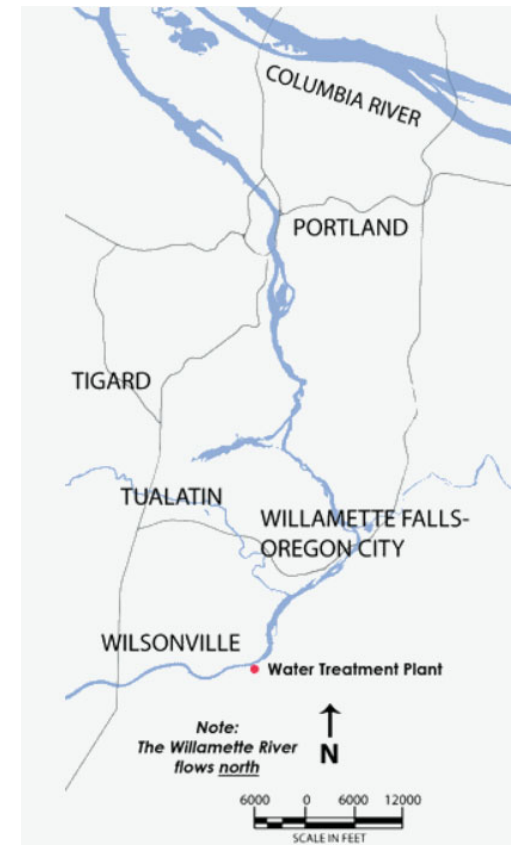 COLUMBIA RIVER
PORTLAND
TIGARD
TUALATIN
WILLAMETTE FALLS-
OREGON CITY
WILSONVILLE
Water Treatment Plant
Note:
The Willamette River
flows north
N
6000 0 6000 12000
SCALE IN FEET